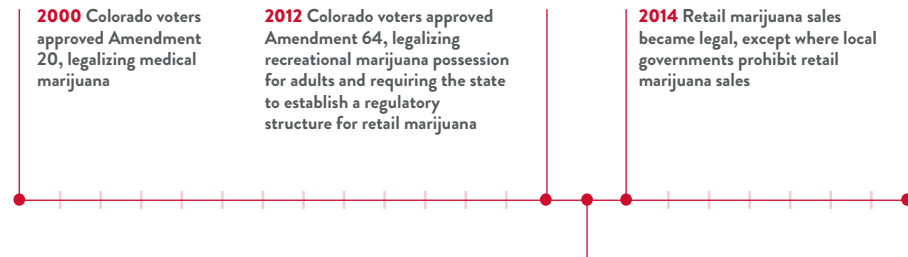 2000 Colorado voters
approved Amendment
20, legalizing medical
marijuana
2012 Colorado voters approved
Amendment 64, legalizing
recreational marijuana possession
for adults and requiring the state
to establish a regulatory
structure for retail marijuana
2014 Retail marijuana sales
became legal, except where local
governments prohibit retail
marijuana sales